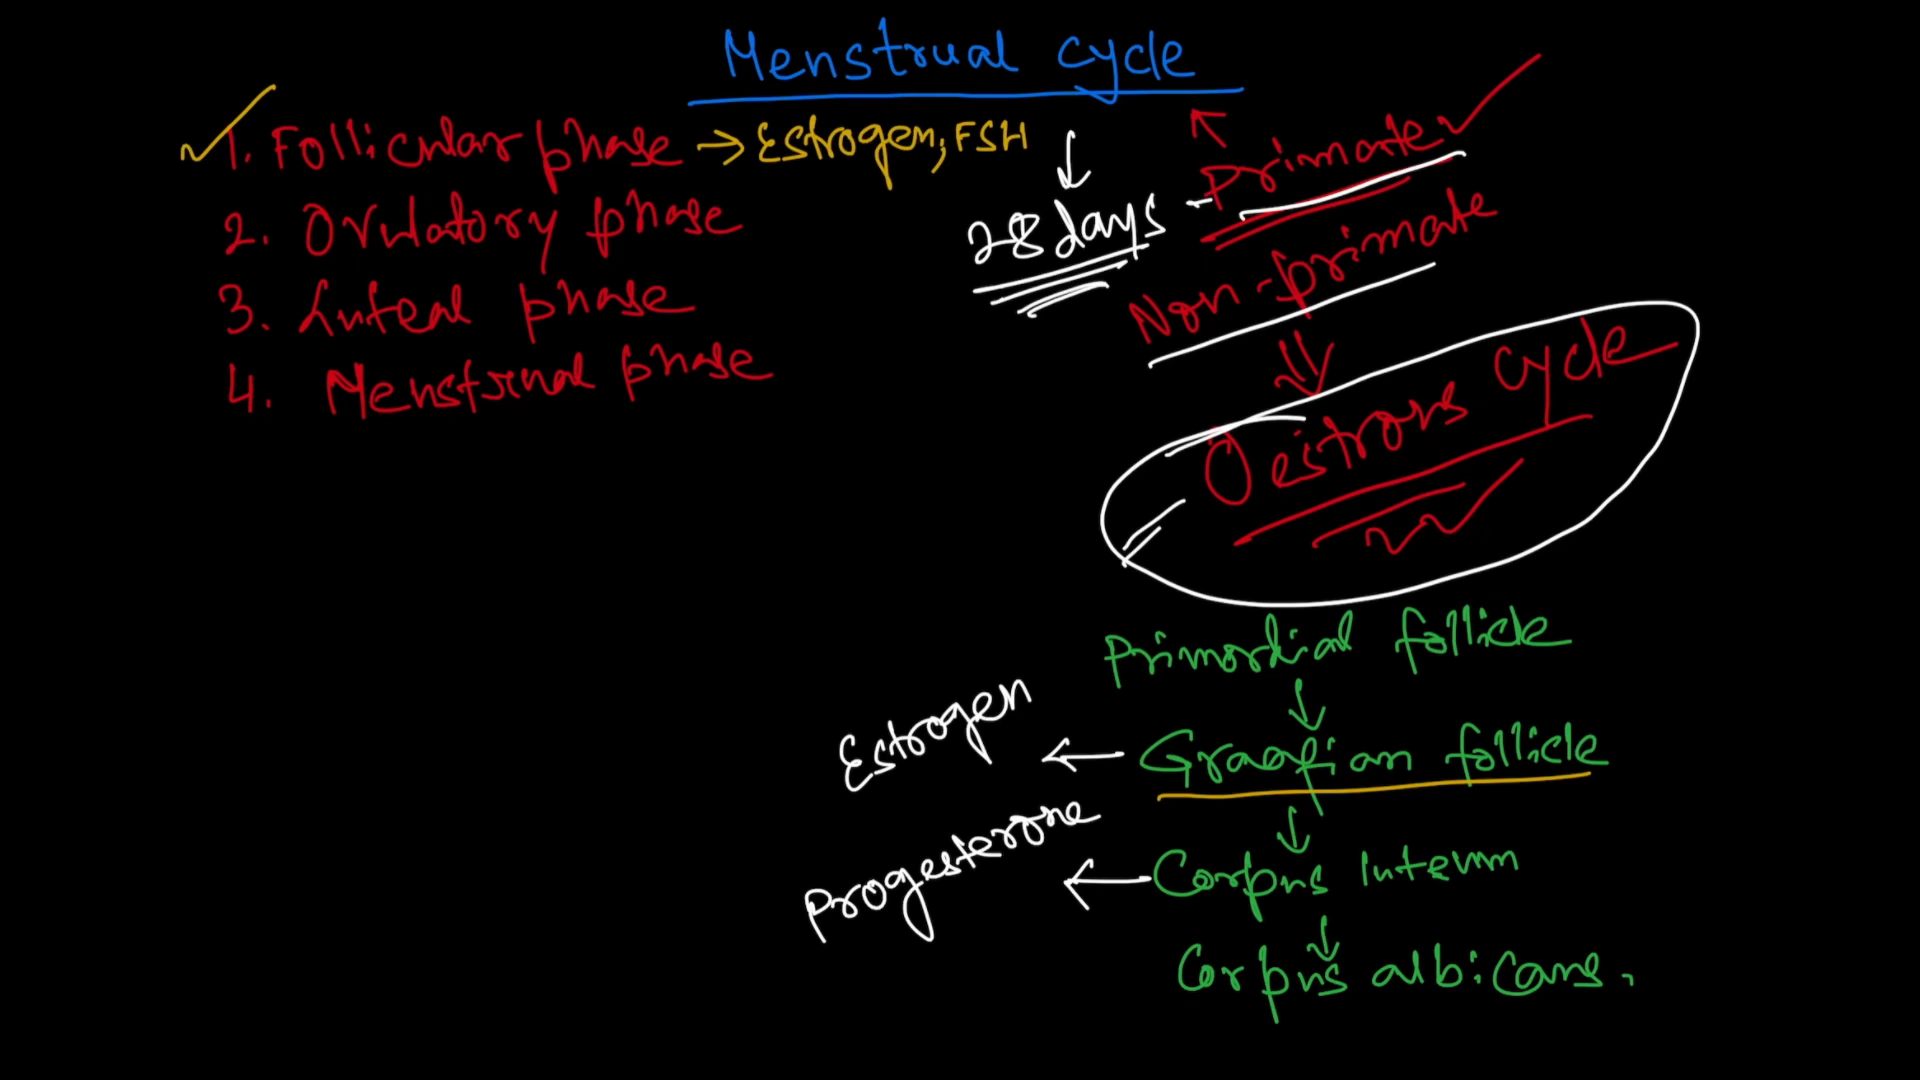 Menstrual cycle
1. Follicular phase → Estrogen, FSH
2. Ovulatory phase
3. Luteal phase
4. Menstrual phase
28 days - Primate
Non-primate
Oestrous cycle
Primordial follicle
Estrogen ← Graafian follicle
Progesterone ← Corpus luteum
Corpus albicans.